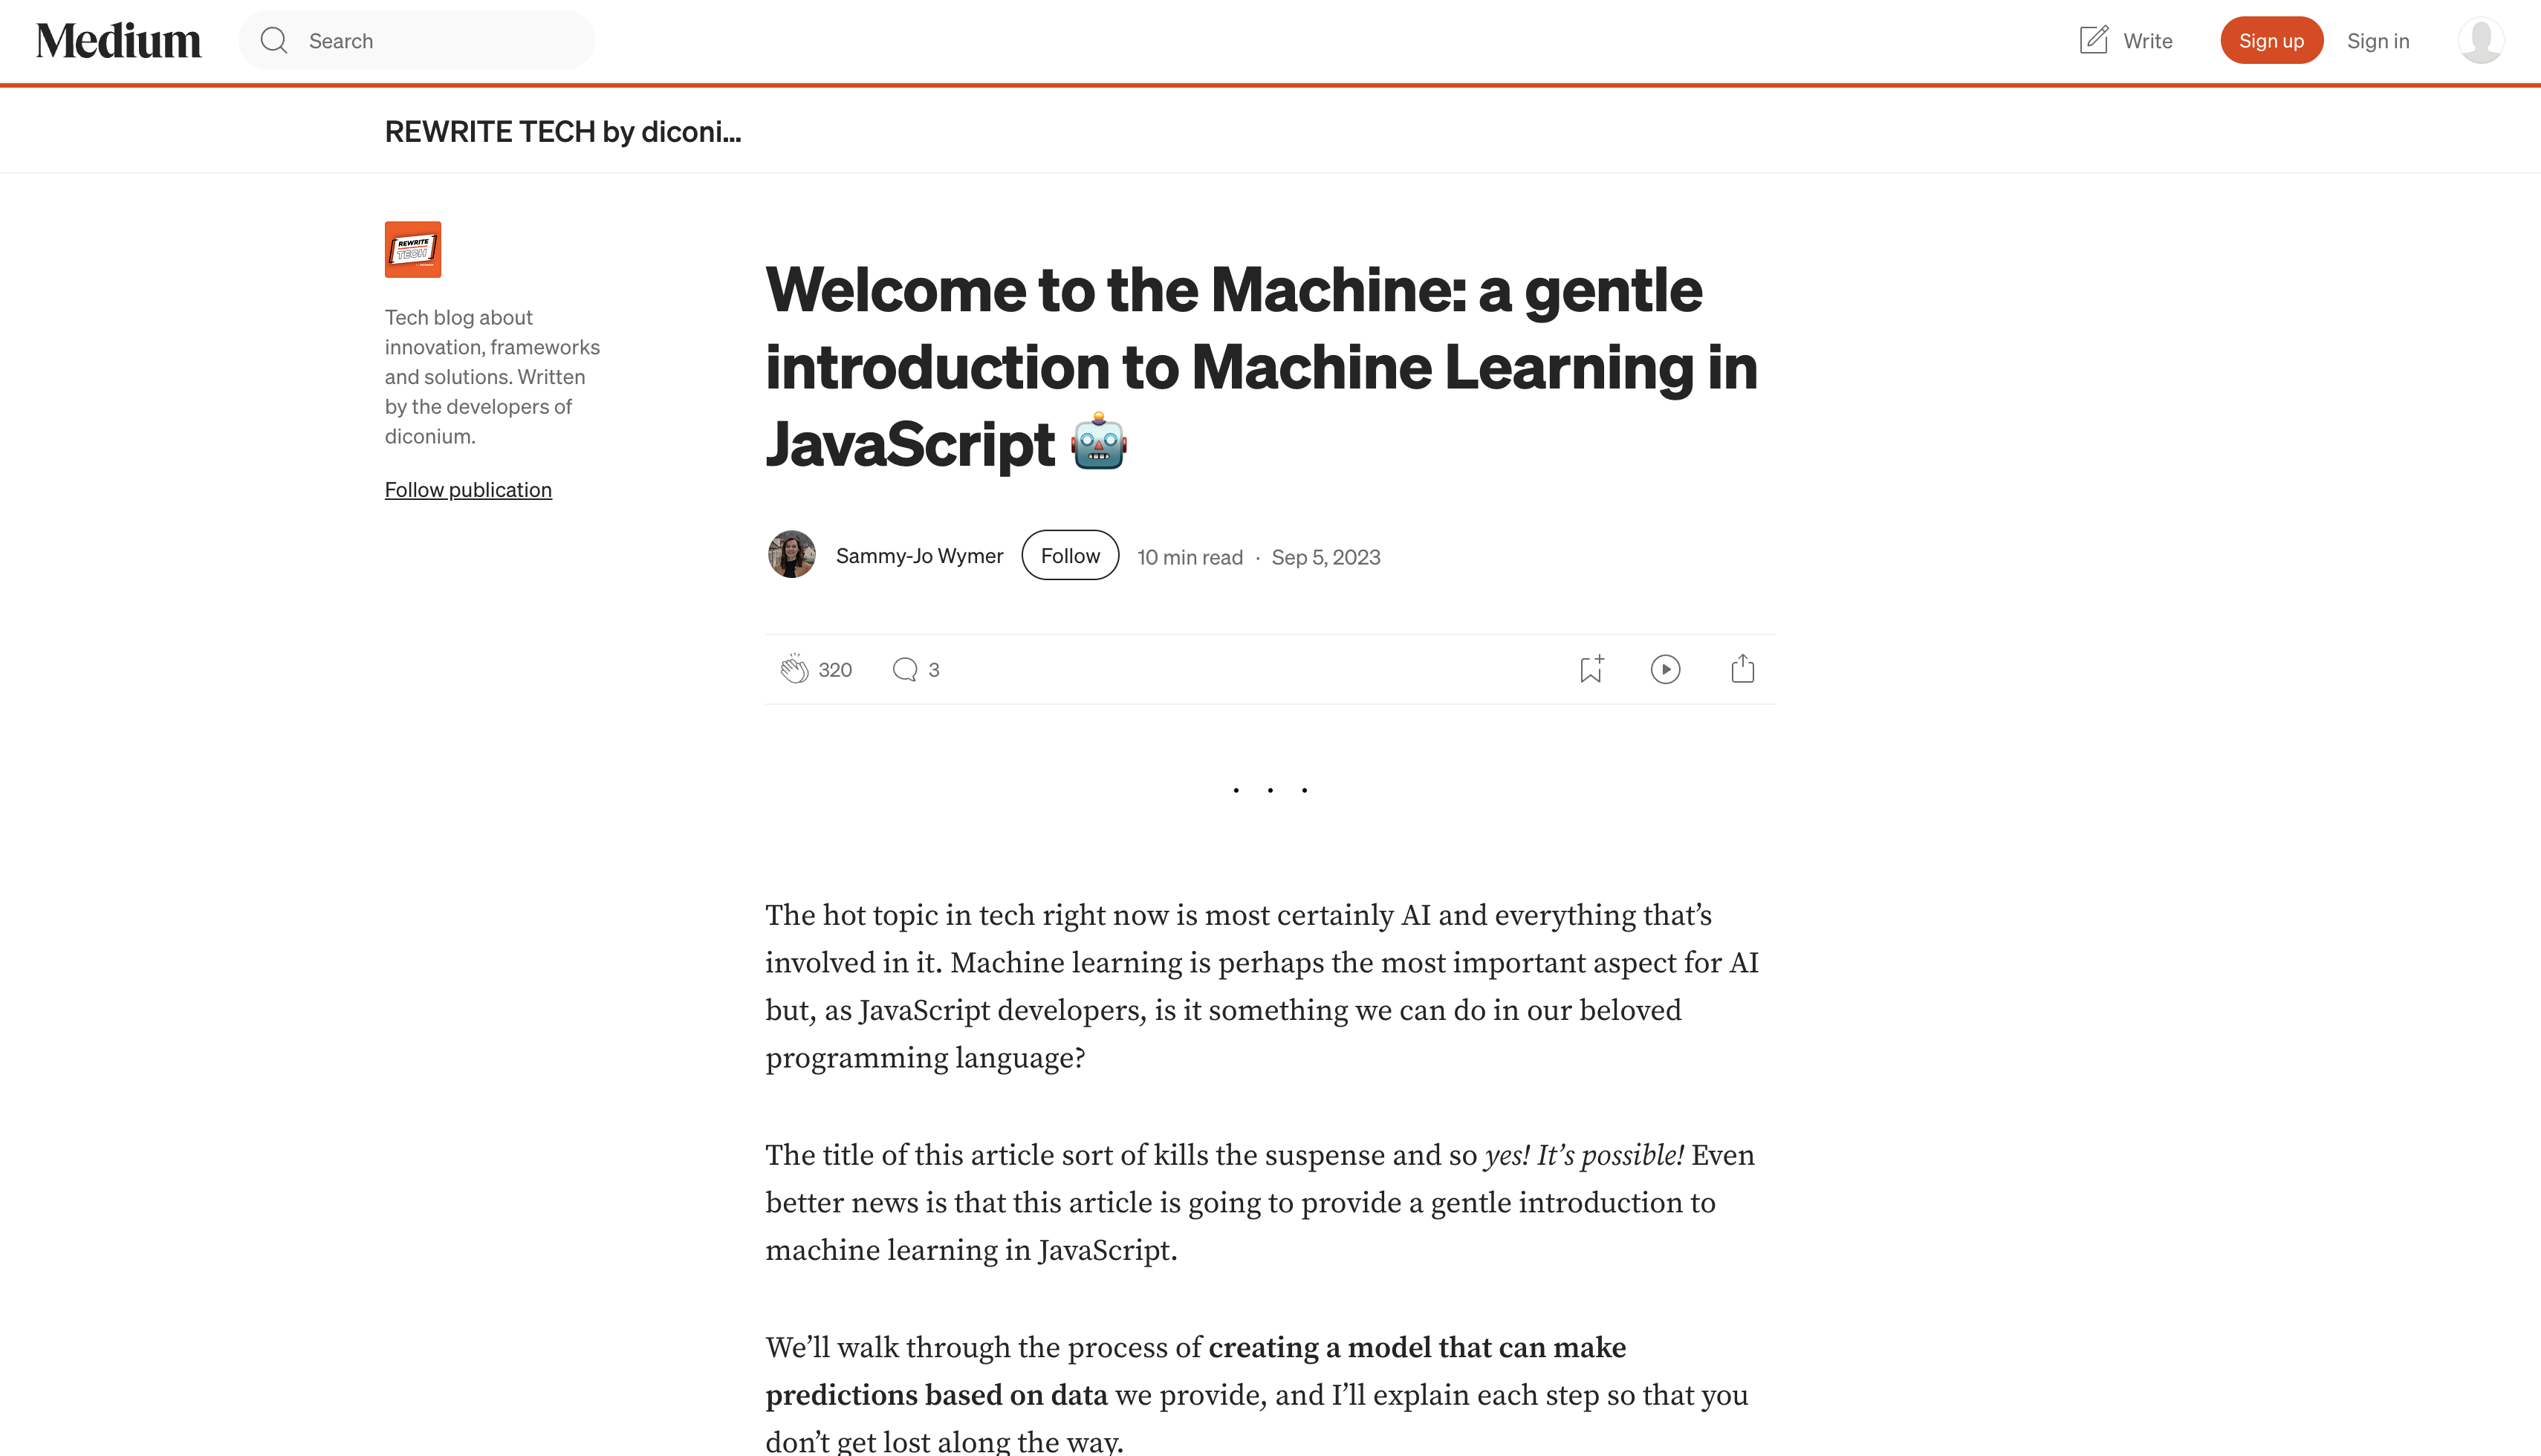 Medium
Search
Write
Sign up
Sign in
REWRITE TECH by diconi...
REWRITE
TECH
Tech blog about
innovation, frameworks
and solutions. Written
by the developers of
diconium.
Follow publication
Welcome to the Machine: a gentle
introduction to Machine Learning in
JavaScript 🤖
Sammy-Jo Wymer
Follow
10 min read · Sep 5, 2023
320
3
The hot topic in tech right now is most certainly AI and everything that’s
involved in it. Machine learning is perhaps the most important aspect for AI
but, as JavaScript developers, is it something we can do in our beloved
programming language?
The title of this article sort of kills the suspense and so yes! It’s possible! Even
better news is that this article is going to provide a gentle introduction to
machine learning in JavaScript.
We’ll walk through the process of creating a model that can make
predictions based on data we provide, and I’ll explain each step so that you
don’t get lost along the way.